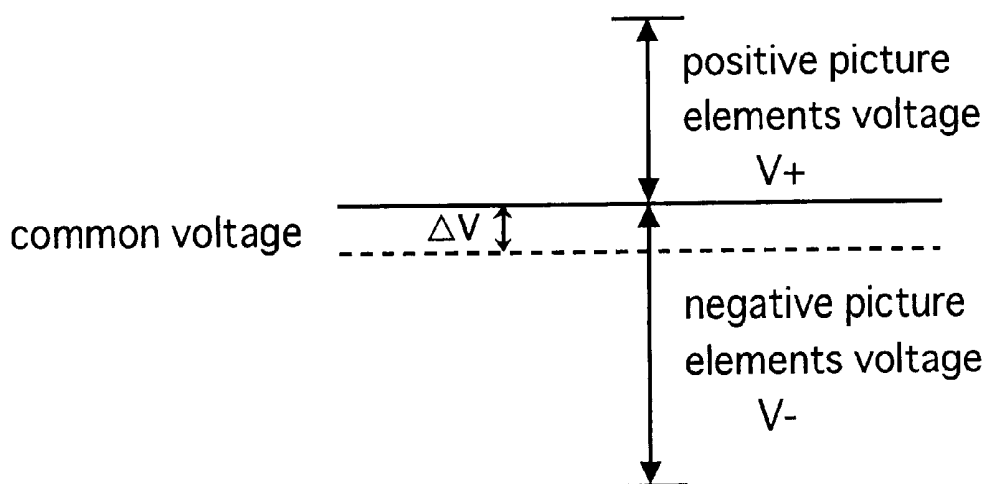 positive picture
elements voltage
V+
common voltage
△V
negative picture
elements voltage
V-